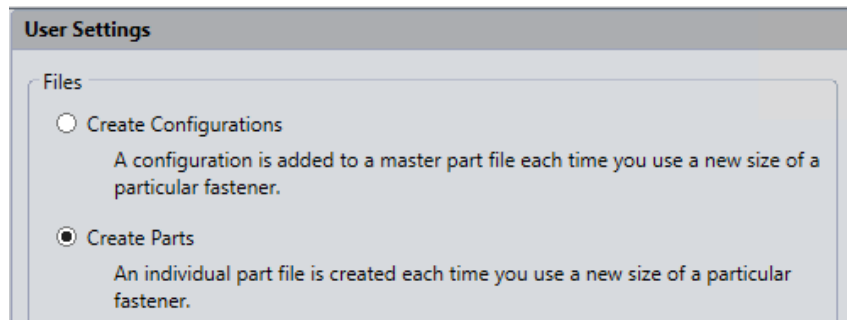 User Settings
Files
Create Configurations
A configuration is added to a master part file each time you use a new size of a
particular fastener.
Create Parts
An individual part file is created each time you use a new size of a particular
fastener.